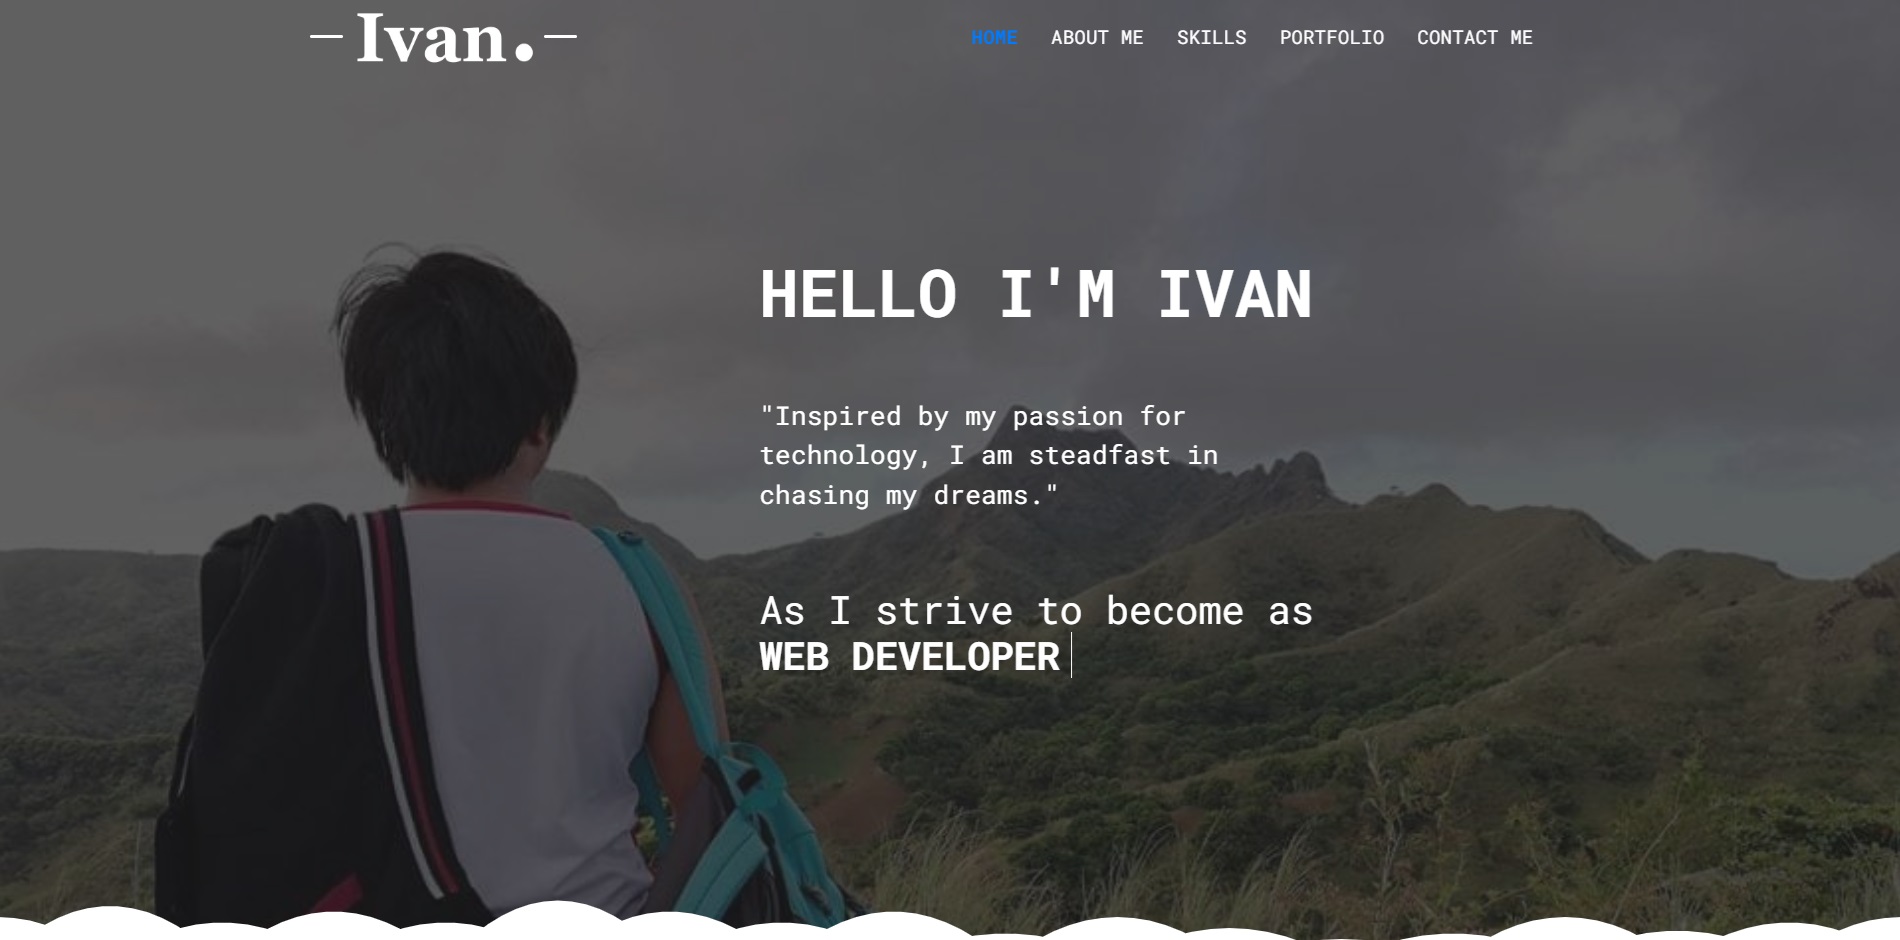 Ivan.
HOME ABOUT ME SKILLS PORTFOLIO CONTACT ME
HELLO I'M IVAN
"Inspired by my passion for
technology, I am steadfast in
chasing my dreams."
As I strive to become as
WEB DEVELOPER